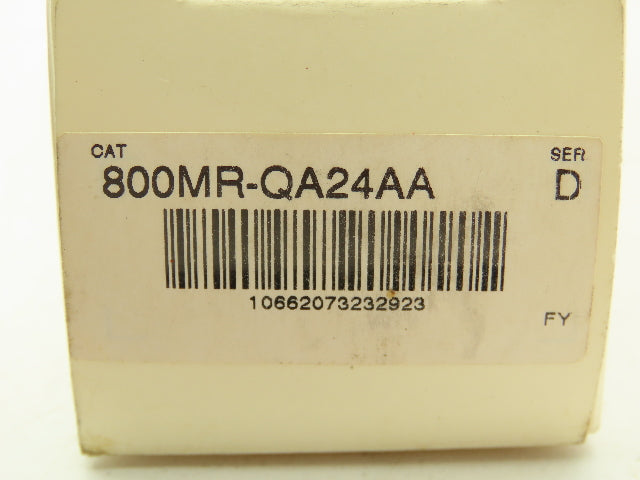 CAT SER
800MR-QA24AA D
10662073232923
FY